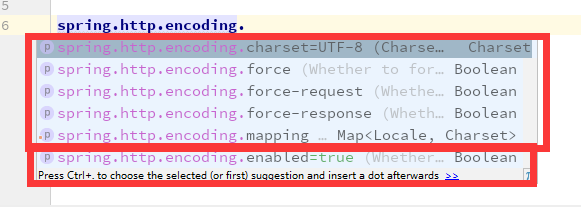 5
6 spring.http.encoding.
p spring.http.encoding.charset=UTF-8 (Charse… Charset
p spring.http.encoding.force (Whether to for… Boolean
p spring.http.encoding.force-request (Whethe… Boolean
p spring.http.encoding.force-response (Wheth… Boolean
p spring.http.encoding.mapping … Map<Locale, Charset>
p spring.http.encoding.enabled=true (Whether… Boolean
Press Ctrl+. to choose the selected (or first) suggestion and insert a dot afterwards >>